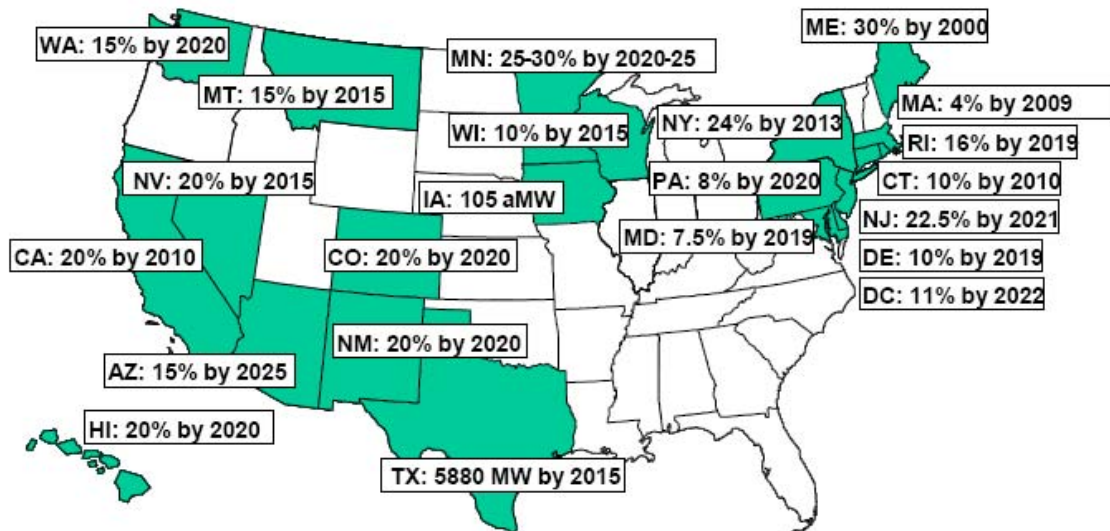 WA: 15% by 2020
ME: 30% by 2000
MN: 25-30% by 2020-25
MT: 15% by 2015
MA: 4% by 2009
WI: 10% by 2015
NY: 24% by 2013
RI: 16% by 2019
NV: 20% by 2015
IA: 105 aMW
PA: 8% by 2020
CT: 10% by 2010
NJ: 22.5% by 2021
MD: 7.5% by 2019
CA: 20% by 2010
CO: 20% by 2020
DE: 10% by 2019
DC: 11% by 2022
NM: 20% by 2020
AZ: 15% by 2025
HI: 20% by 2020
TX: 5880 MW by 2015